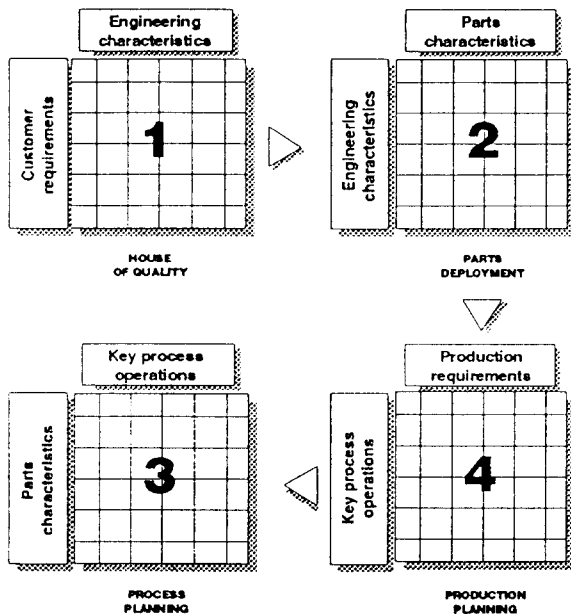 Engineering
characteristics
Customer
requirements
1
HOUSE
OF QUALITY
Parts
characteristics
Engineering
characteristics
2
PARTS
DEPLOYMENT
Key process
operations
Parts
characteristics
3
PROCESS
PLANNING
Production
requirements
Key process
operations
4
PRODUCTION
PLANNING